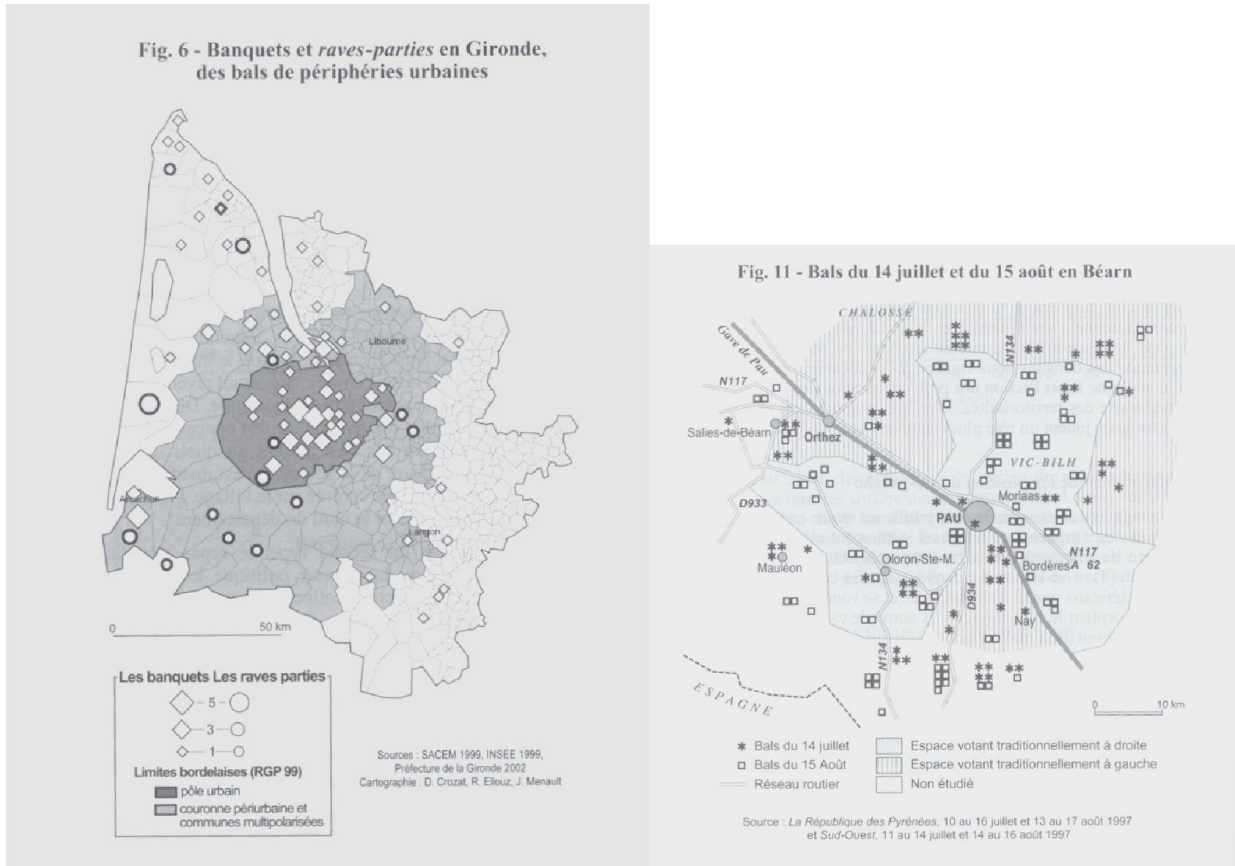 Fig. 6 - Banquets et raves-parties en Gironde,
des bals de périphéries urbaines
Libourne
Arcachon
Langon
0 50 km
Les banquets Les raves parties
5
3
1
Limites bordelaises (RGP 99)
pôle urbain
couronne périurbaine et
communes multipolarisées
Sources : SACEM 1999, INSEE 1999,
Préfecture de la Gironde 2002
Cartographie : D. Crozat, R. Ellouz, J. Menault
Fig. 11 - Bals du 14 juillet et du 15 août en Béarn
CHALOSSE
Gave de Pau
N134
N117
Salies-de-Béarn
Orthez
VIC-BILH
Morlaas
D933
PAU
N117
A 62
Mauléon
Oloron-Ste-M.
Bordères
D934
Nay
N134
ESPAGNE
0 10 km
Bals du 14 juillet
Bals du 15 Août
Réseau routier
Espace votant traditionnellement à droite
Espace votant traditionnellement à gauche
Non étudié
Source : La République des Pyrénées, 10 au 16 juillet et 13 au 17 août 1997
et Sud-Ouest, 11 au 14 juillet et 14 au 16 août 1997